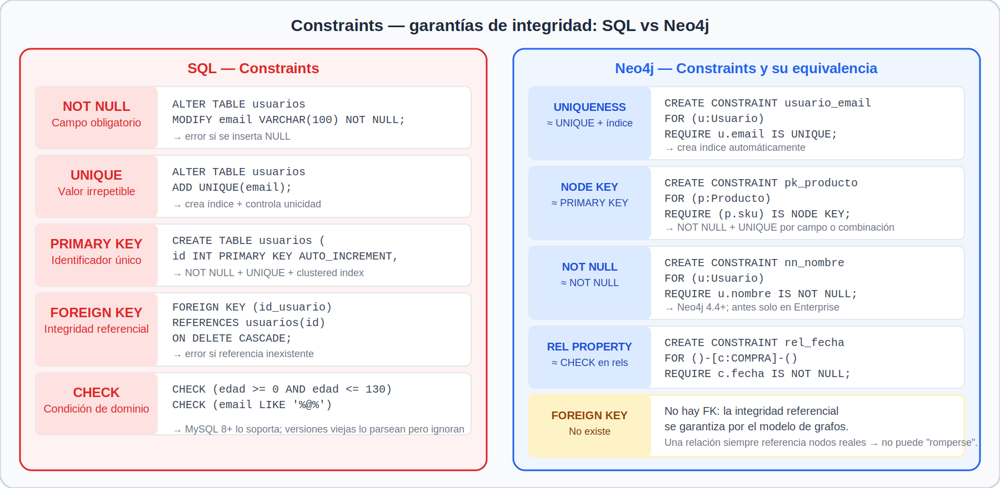 Constraints — garantías de integridad: SQL vs Neo4j
SQL — Constraints
NOT NULL
Campo obligatorio
ALTER TABLE usuarios
MODIFY email VARCHAR(100) NOT NULL;
→ error si se inserta NULL
UNIQUE
Valor irrepetible
ALTER TABLE usuarios
ADD UNIQUE(email);
→ crea índice + controla unicidad
PRIMARY KEY
Identificador único
CREATE TABLE usuarios (
id INT PRIMARY KEY AUTO_INCREMENT,
→ NOT NULL + UNIQUE + clustered index
FOREIGN KEY
Integridad referencial
FOREIGN KEY (id_usuario)
REFERENCES usuarios(id)
ON DELETE CASCADE;
→ error si referencia inexistente
CHECK
Condición de dominio
CHECK (edad >= 0 AND edad <= 130)
CHECK (email LIKE '%@%')
→ MySQL 8+ lo soporta; versiones viejas lo parsean pero ignoran
Neo4j — Constraints y su equivalencia
UNIQUENESS
≈ UNIQUE + índice
CREATE CONSTRAINT usuario_email
FOR (u:Usuario)
REQUIRE u.email IS UNIQUE;
→ crea índice automáticamente
NODE KEY
≈ PRIMARY KEY
CREATE CONSTRAINT pk_producto
FOR (p:Producto)
REQUIRE (p.sku) IS NODE KEY;
→ NOT NULL + UNIQUE por campo o combinación
NOT NULL
≈ NOT NULL
CREATE CONSTRAINT nn_nombre
FOR (u:Usuario)
REQUIRE u.nombre IS NOT NULL;
→ Neo4j 4.4+; antes solo en Enterprise
REL PROPERTY
≈ CHECK en rels
CREATE CONSTRAINT rel_fecha
FOR ()-[c:COMPRA]-()
REQUIRE c.fecha IS NOT NULL;
FOREIGN KEY
No existe
No hay FK: la integridad referencial
se garantiza por el modelo de grafos.
Una relación siempre referencia nodos reales → no puede "romperse".